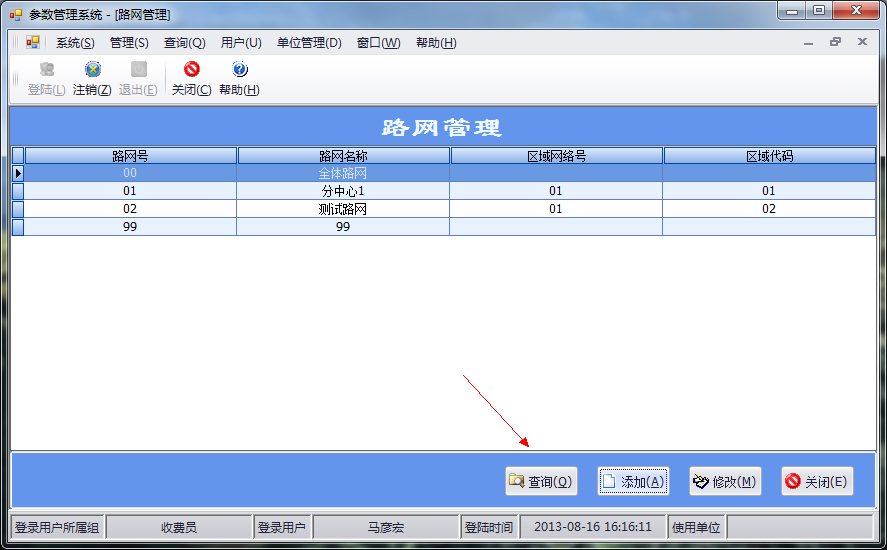 参数管理系统 - [路网管理]
系统(S) 管理(S) 查询(Q) 用户(U) 单位管理(D) 窗口(W) 帮助(H)
登陆(L) 注销(Z) 退出(E) 关闭(C) 帮助(H)
路网管理
路网号 路网名称 区域网络号 区域代码
00 全体路网
01 分中心1 01 01
02 测试路网 01 02
99 99
查询(Q) 添加(A) 修改(M) 关闭(E)
登录用户所属组 收费员 登录用户 马彦宏 登陆时间 2013-08-16 16:16:11 使用单位